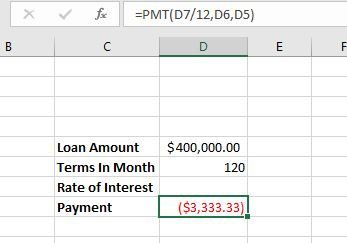 fx =PMT(D7/12,D6,D5)
B C D E F
Loan Amount $400,000.00
Terms In Month 120
Rate of Interest
Payment ($3,333.33)